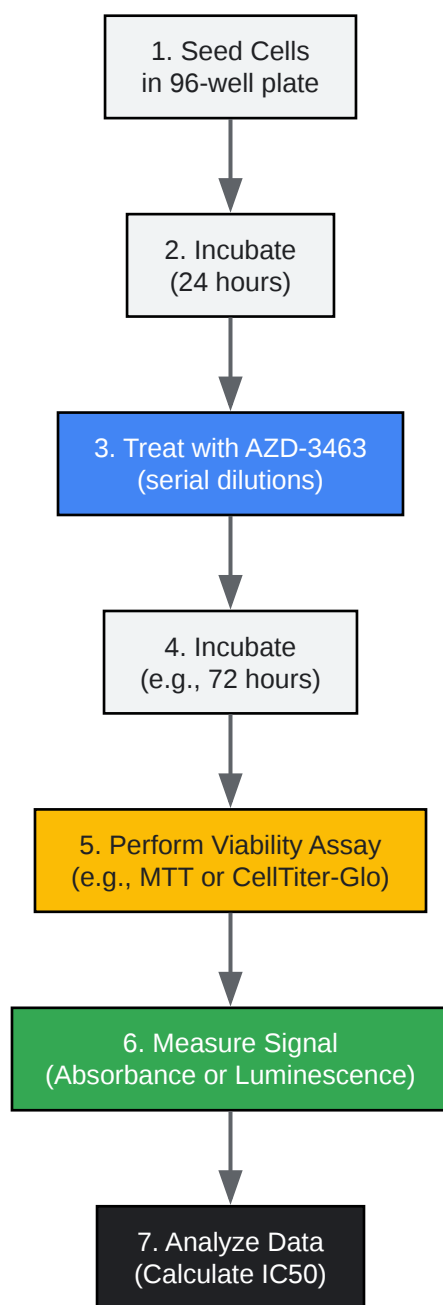 1. Seed Cells
in 96-well plate
2. Incubate
(24 hours)
3. Treat with AZD-3463
(serial dilutions)
4. Incubate
(e.g., 72 hours)
5. Perform Viability Assay
(e.g., MTT or CellTiter-Glo)
6. Measure Signal
(Absorbance or Luminescence)
7. Analyze Data
(Calculate IC50)